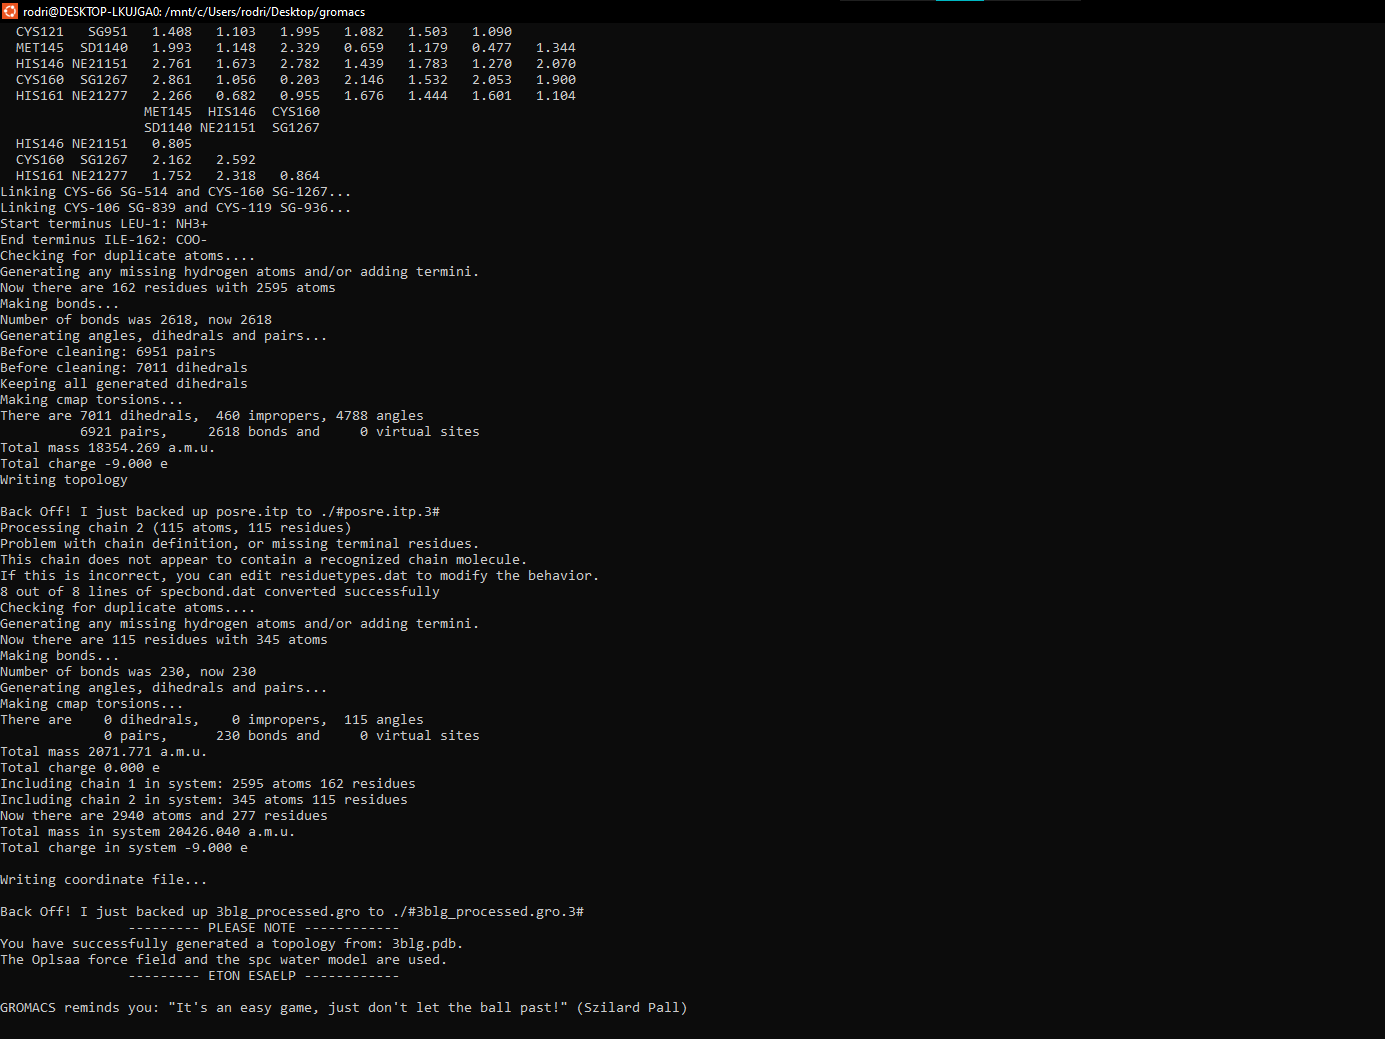 rodri@DESKTOP-LKUJGA0: /mnt/c/Users/rodri/Desktop/gromacs
CYS121 SG951 1.408 1.103 1.995 1.082 1.503 1.090
MET145 SD1140 1.993 1.148 2.329 0.659 1.179 0.477 1.344
HIS146 NE21151 2.761 1.673 2.782 1.439 1.783 1.270 2.070
CYS160 SG1267 2.861 1.056 0.203 2.146 1.532 2.053 1.900
HIS161 NE21277 2.266 0.682 0.955 1.676 1.444 1.601 1.104
MET145 HIS146 CYS160
SD1140 NE21151 SG1267
HIS146 NE21151 0.805
CYS160 SG1267 2.162 2.592
HIS161 NE21277 1.752 2.318 0.864
Linking CYS-66 SG-514 and CYS-160 SG-1267...
Linking CYS-106 SG-839 and CYS-119 SG-936...
Start terminus LEU-1: NH3+
End terminus ILE-162: COO-
Checking for duplicate atoms....
Generating any missing hydrogen atoms and/or adding termini.
Now there are 162 residues with 2595 atoms
Making bonds...
Number of bonds was 2618, now 2618
Generating angles, dihedrals and pairs...
Before cleaning: 6951 pairs
Before cleaning: 7011 dihedrals
Keeping all generated dihedrals
Making cmap torsions...
There are 7011 dihedrals, 460 impropers, 4788 angles
6921 pairs, 2618 bonds and 0 virtual sites
Total mass 18354.269 a.m.u.
Total charge -9.000 e
Writing topology
Back Off! I just backed up posre.itp to ./#posre.itp.3#
Processing chain 2 (115 atoms, 115 residues)
Problem with chain definition, or missing terminal residues.
This chain does not appear to contain a recognized chain molecule.
If this is incorrect, you can edit residuetypes.dat to modify the behavior.
8 out of 8 lines of specbond.dat converted successfully
Checking for duplicate atoms....
Generating any missing hydrogen atoms and/or adding termini.
Now there are 115 residues with 345 atoms
Making bonds...
Number of bonds was 230, now 230
Generating angles, dihedrals and pairs...
Making cmap torsions...
There are 0 dihedrals, 0 impropers, 115 angles
0 pairs, 230 bonds and 0 virtual sites
Total mass 2071.771 a.m.u.
Total charge 0.000 e
Including chain 1 in system: 2595 atoms 162 residues
Including chain 2 in system: 345 atoms 115 residues
Now there are 2940 atoms and 277 residues
Total mass in system 20426.040 a.m.u.
Total charge in system -9.000 e
Writing coordinate file...
Back Off! I just backed up 3blg_processed.gro to ./#3blg_processed.gro.3#
--------- PLEASE NOTE ------------
You have successfully generated a topology from: 3blg.pdb.
The Oplsaa force field and the spc water model are used.
--------- ETON ESAELP ------------
GROMACS reminds you: "It's an easy game, just don't let the ball past!" (Szilard Pall)